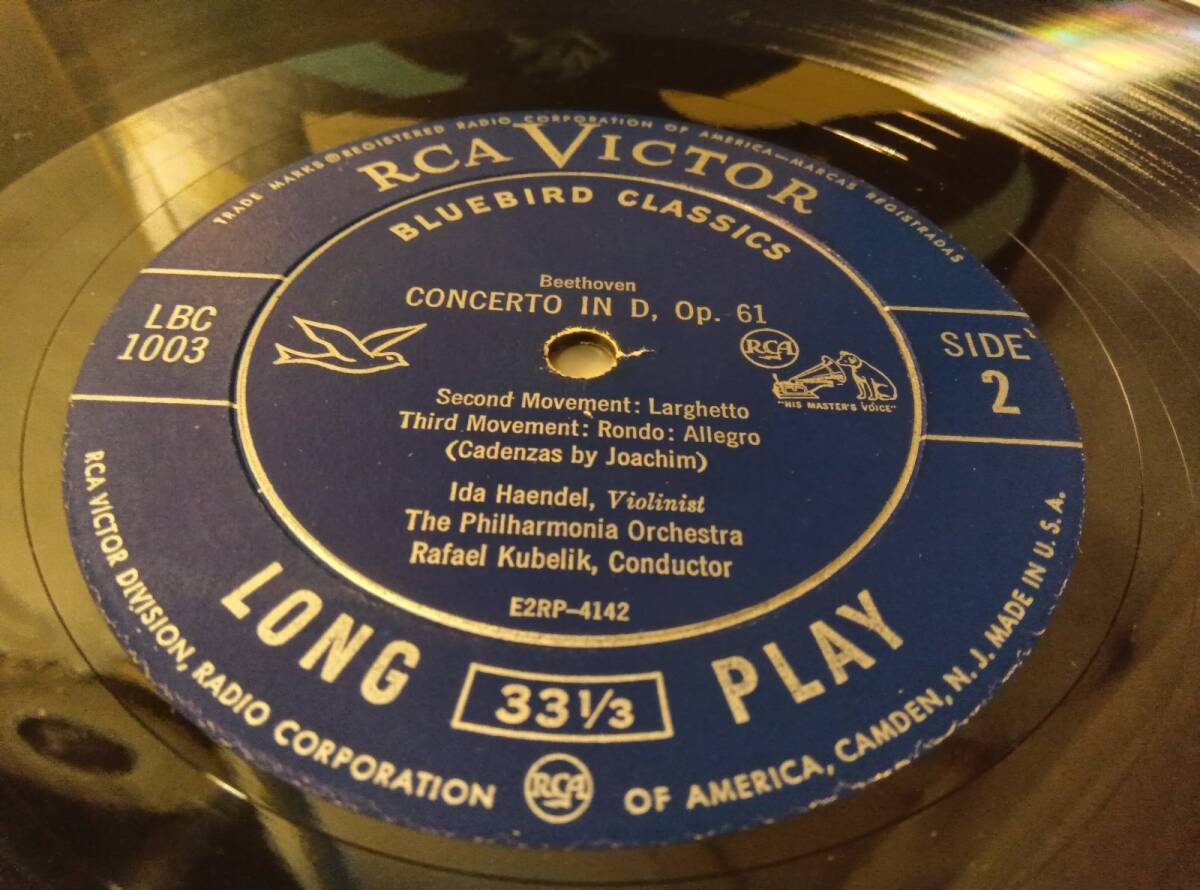 TRADE MARKS ® REGISTERED RADIO CORPORATION OF AMERICA—MARCAS REGISTRADAS
RCA VICTOR
BLUEBIRD CLASSICS
Beethoven
CONCERTO IN D, Op. 61
LBC
1003
RCA
"HIS MASTER'S VOICE"
SIDE
2
Second Movement: Larghetto
Third Movement: Rondo: Allegro
(Cadenzas by Joachim)
Ida Haendel, Violinist
The Philharmonia Orchestra
Rafael Kubelik, Conductor
E2RP-4142
LONG PLAY
33 1/3
RCA VICTOR DIVISION, RADIO CORPORATION OF AMERICA, CAMDEN, N. J. MADE IN U. S. A.
RCA